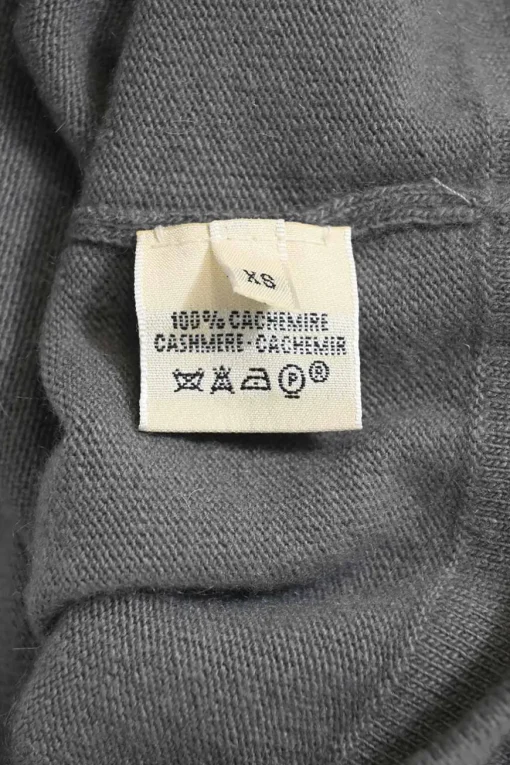 XS
100% CACHEMIRE
CASHMERE-CACHEMIR
P ®